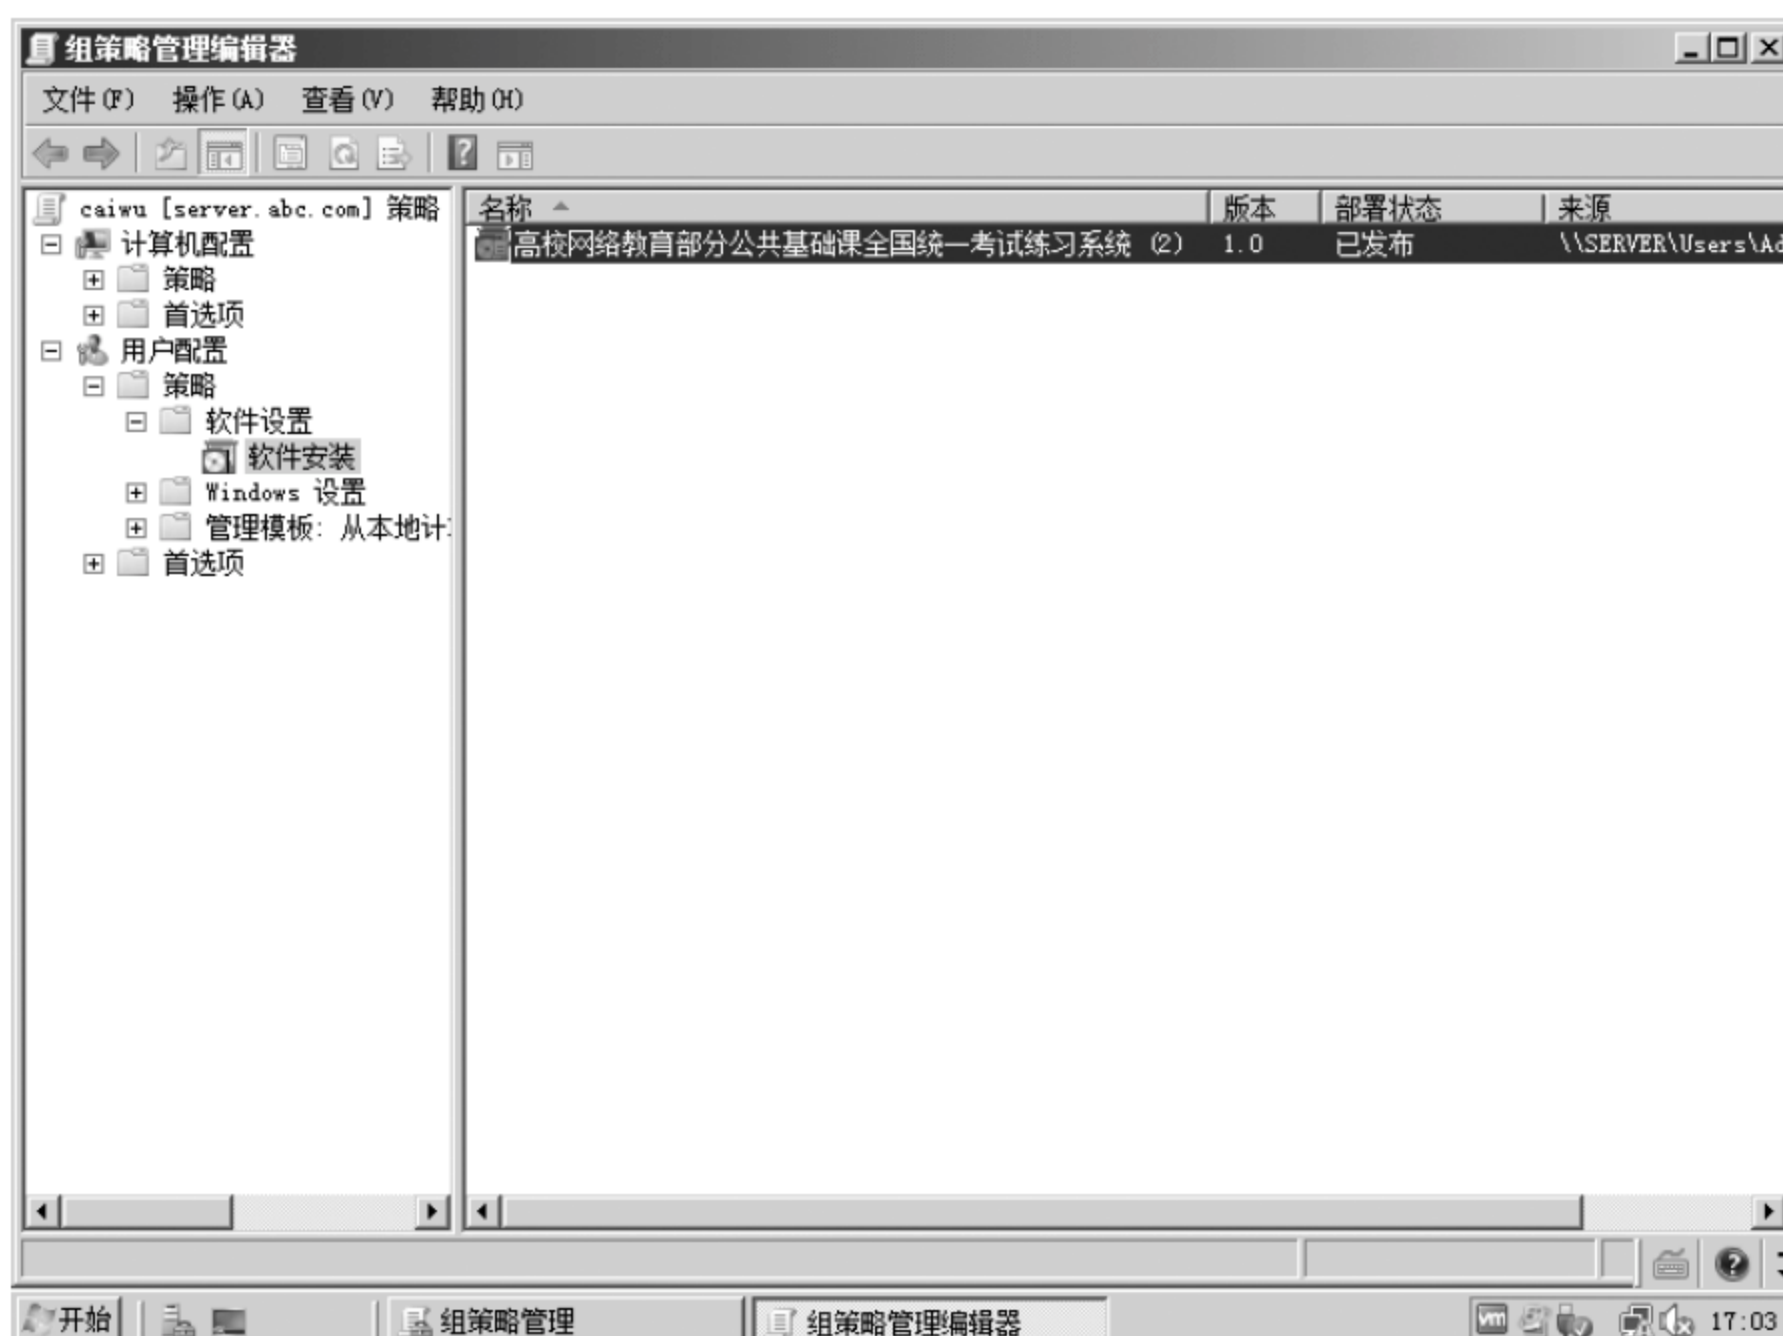 组策略管理编辑器
文件(F) 操作(A) 查看(V) 帮助(H)
caiwu [server.abc.com] 策略
计算机配置
策略
首选项
用户配置
策略
软件设置
软件安装
Windows 设置
管理模板: 从本地计
首选项
名称 版本 部署状态 来源
高校网络教育部分公共基础课全国统一考试练习系统 (2) 1.0 已发布 \\SERVER\Users\Ad
开始 组策略管理 组策略管理编辑器 vm 17:03